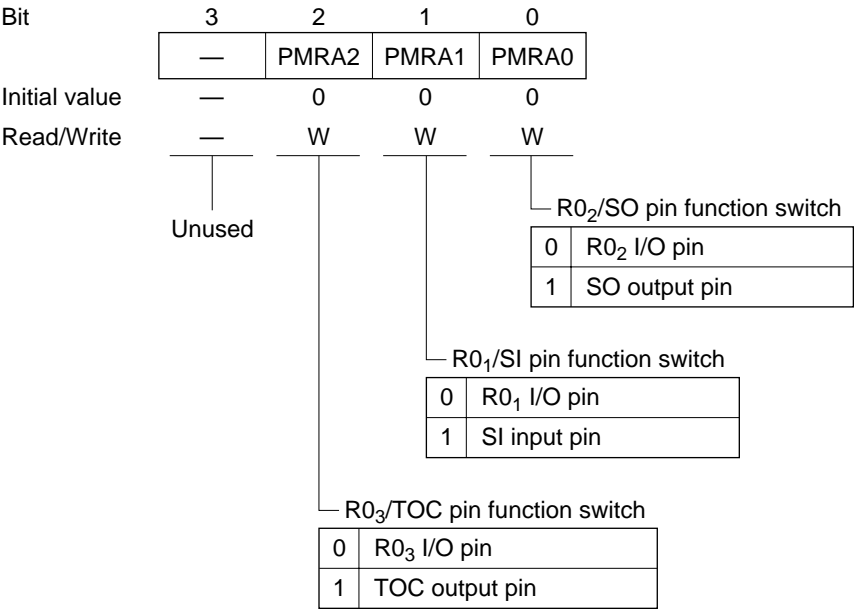 Bit 3 2 1 0
— PMRA2 PMRA1 PMRA0
Initial value — 0 0 0
Read/Write — W W W
Unused
R0₂/SO pin function switch
0 R0₂ I/O pin
1 SO output pin
R0₁/SI pin function switch
0 R0₁ I/O pin
1 SI input pin
R0₃/TOC pin function switch
0 R0₃ I/O pin
1 TOC output pin